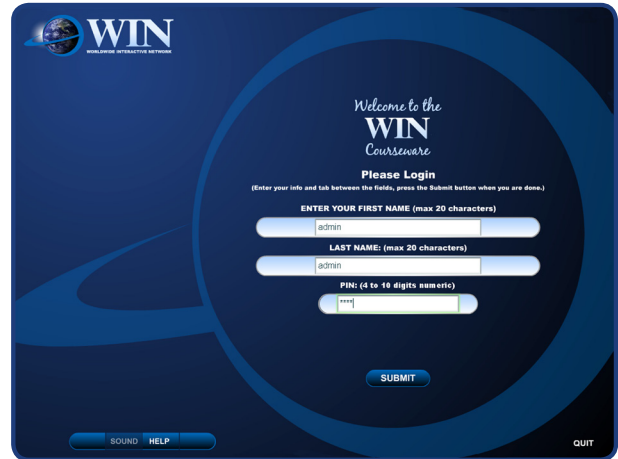 WIN
WORLDWIDE INTERACTIVE NETWORK
Welcome to the
WIN
Courseware
Please Login
(Enter your info and tab between the fields, press the Submit button when you are done.)
ENTER YOUR FIRST NAME (max 20 characters)
admin
LAST NAME: (max 20 characters)
admin
PIN: (4 to 10 digits numeric)
****
SUBMIT
SOUND HELP
QUIT